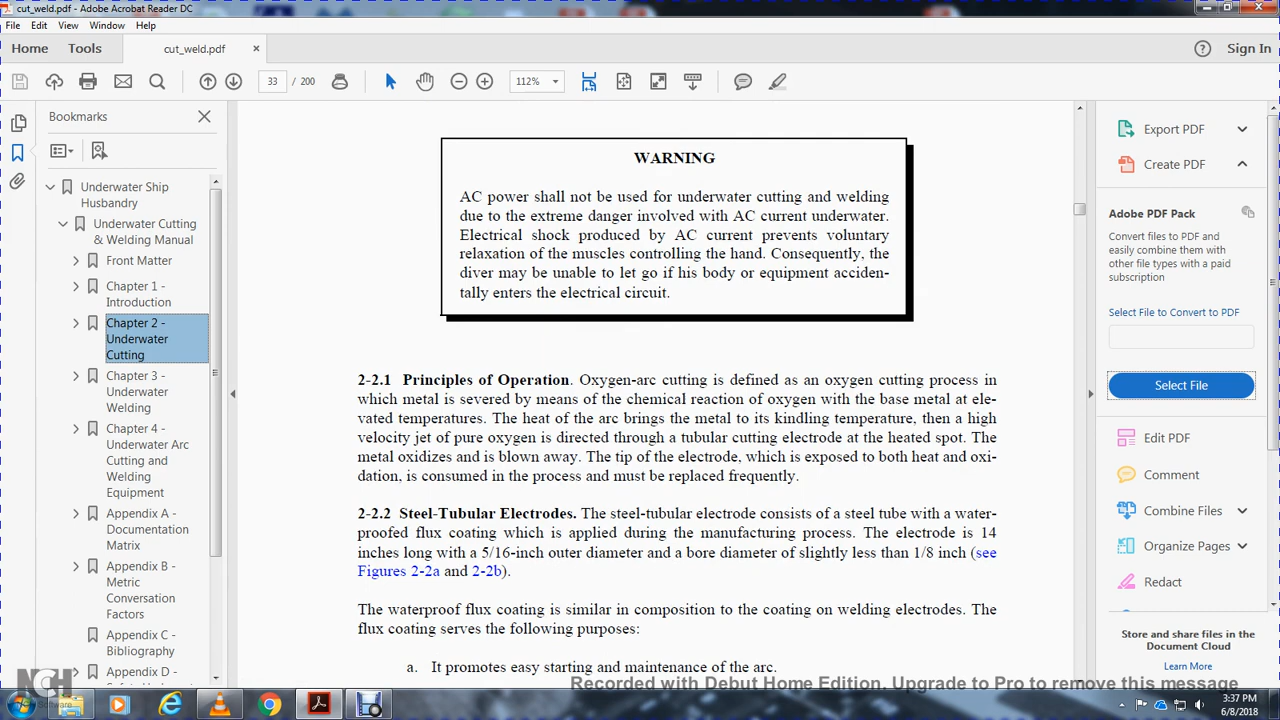 cut_weld.pdf - Adobe Acrobat Reader DC
File Edit View Window Help
Home Tools cut_weld.pdf × Sign In
33 / 200 112%
Bookmarks
Underwater Ship
Husbandry
Underwater Cutting
& Welding Manual
Front Matter
Chapter 1 -
Introduction
Chapter 2 -
Underwater
Cutting
Chapter 3 -
Underwater
Welding
Chapter 4 -
Underwater Arc
Cutting and
Welding
Equipment
Appendix A -
Documentation
Matrix
Appendix B -
Metric
Conversation
Factors
Appendix C -
Bibliography
Appendix D -
WARNING
AC power shall not be used for underwater cutting and welding
due to the extreme danger involved with AC current underwater.
Electrical shock produced by AC current prevents voluntary
relaxation of the muscles controlling the hand. Consequently, the
diver may be unable to let go if his body or equipment acciden-
tally enters the electrical circuit.
2-2.1 Principles of Operation. Oxygen-arc cutting is defined as an oxygen cutting process in
which metal is severed by means of the chemical reaction of oxygen with the base metal at ele-
vated temperatures. The heat of the arc brings the metal to its kindling temperature, then a high
velocity jet of pure oxygen is directed through a tubular cutting electrode at the heated spot. The
metal oxidizes and is blown away. The tip of the electrode, which is exposed to both heat and oxi-
dation, is consumed in the process and must be replaced frequently.
2-2.2 Steel-Tubular Electrodes. The steel-tubular electrode consists of a steel tube with a water-
proofed flux coating which is applied during the manufacturing process. The electrode is 14
inches long with a 5/16-inch outer diameter and a bore diameter of slightly less than 1/8 inch (see
Figures 2-2a and 2-2b).
The waterproof flux coating is similar in composition to the coating on welding electrodes. The
flux coating serves the following purposes:
a. It promotes easy starting and maintenance of the arc.
Export PDF
Create PDF
Adobe PDF Pack
Convert files to PDF and
easily combine them with
other file types with a paid
subscription
Select File to Convert to PDF
Select File
Edit PDF
Comment
Combine Files
Organize Pages
Redact
Store and share files in the
Document Cloud
Learn More
NCH
Software
Recorded with Debut Home Edition. Upgrade to Pro to remove this message
3:37 PM
6/8/2018